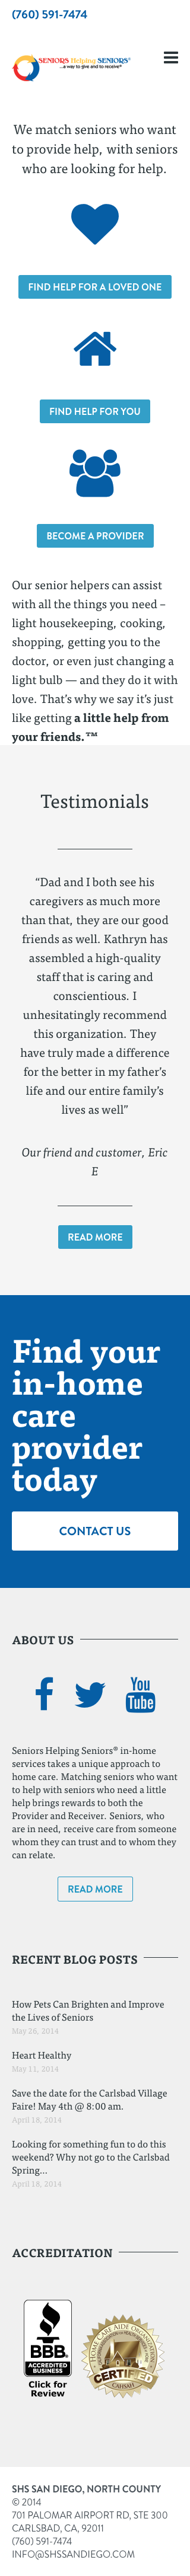 (760) 591-7474
SENIORS Helping SENIORS®
...a way to give and to receive®
We match seniors who want
to provide help, with seniors
who are looking for help.
FIND HELP FOR A LOVED ONE
FIND HELP FOR YOU
BECOME A PROVIDER
Our senior helpers can assist
with all the things you need –
light housekeeping, cooking,
shopping, getting you to the
doctor, or even just changing a
light bulb — and they do it with
love. That's why we say it's just
like getting a little help from
your friends.™
Testimonials
“Dad and I both see his
caregivers as much more
than that, they are our good
friends as well. Kathryn has
assembled a high-quality
staff that is caring and
conscientious. I
unhesitatingly recommend
this organization. They
have truly made a difference
for the better in my father's
life and our entire family's
lives as well”
Our friend and customer, Eric
E
READ MORE
Find your
in-home
care
provider
today
CONTACT US
ABOUT US
You
Tube
Seniors Helping Seniors® in-home
services takes a unique approach to
home care. Matching seniors who want
to help with seniors who need a little
help brings rewards to both the
Provider and Receiver. Seniors, who
are in need, receive care from someone
whom they can trust and to whom they
can relate.
READ MORE
RECENT BLOG POSTS
How Pets Can Brighten and Improve
the Lives of Seniors
May 26, 2014
Heart Healthy
May 11, 2014
Save the date for the Carlsbad Village
Faire! May 4th @ 8:00 am.
April 18, 2014
Looking for something fun to do this
weekend? Why not go to the Carlsbad
Spring...
April 18, 2014
ACCREDITATION
BBB
ACCREDITED
BUSINESS
Click for
Review
HOME CARE AIDE ORGANIZATION
CERTIFIED
CAHSAH
SHS SAN DIEGO, NORTH COUNTY
© 2014
701 PALOMAR AIRPORT RD, STE 300
CARLSBAD, CA, 92011
(760) 591-7474
INFO@SHSSANDIEGO.COM